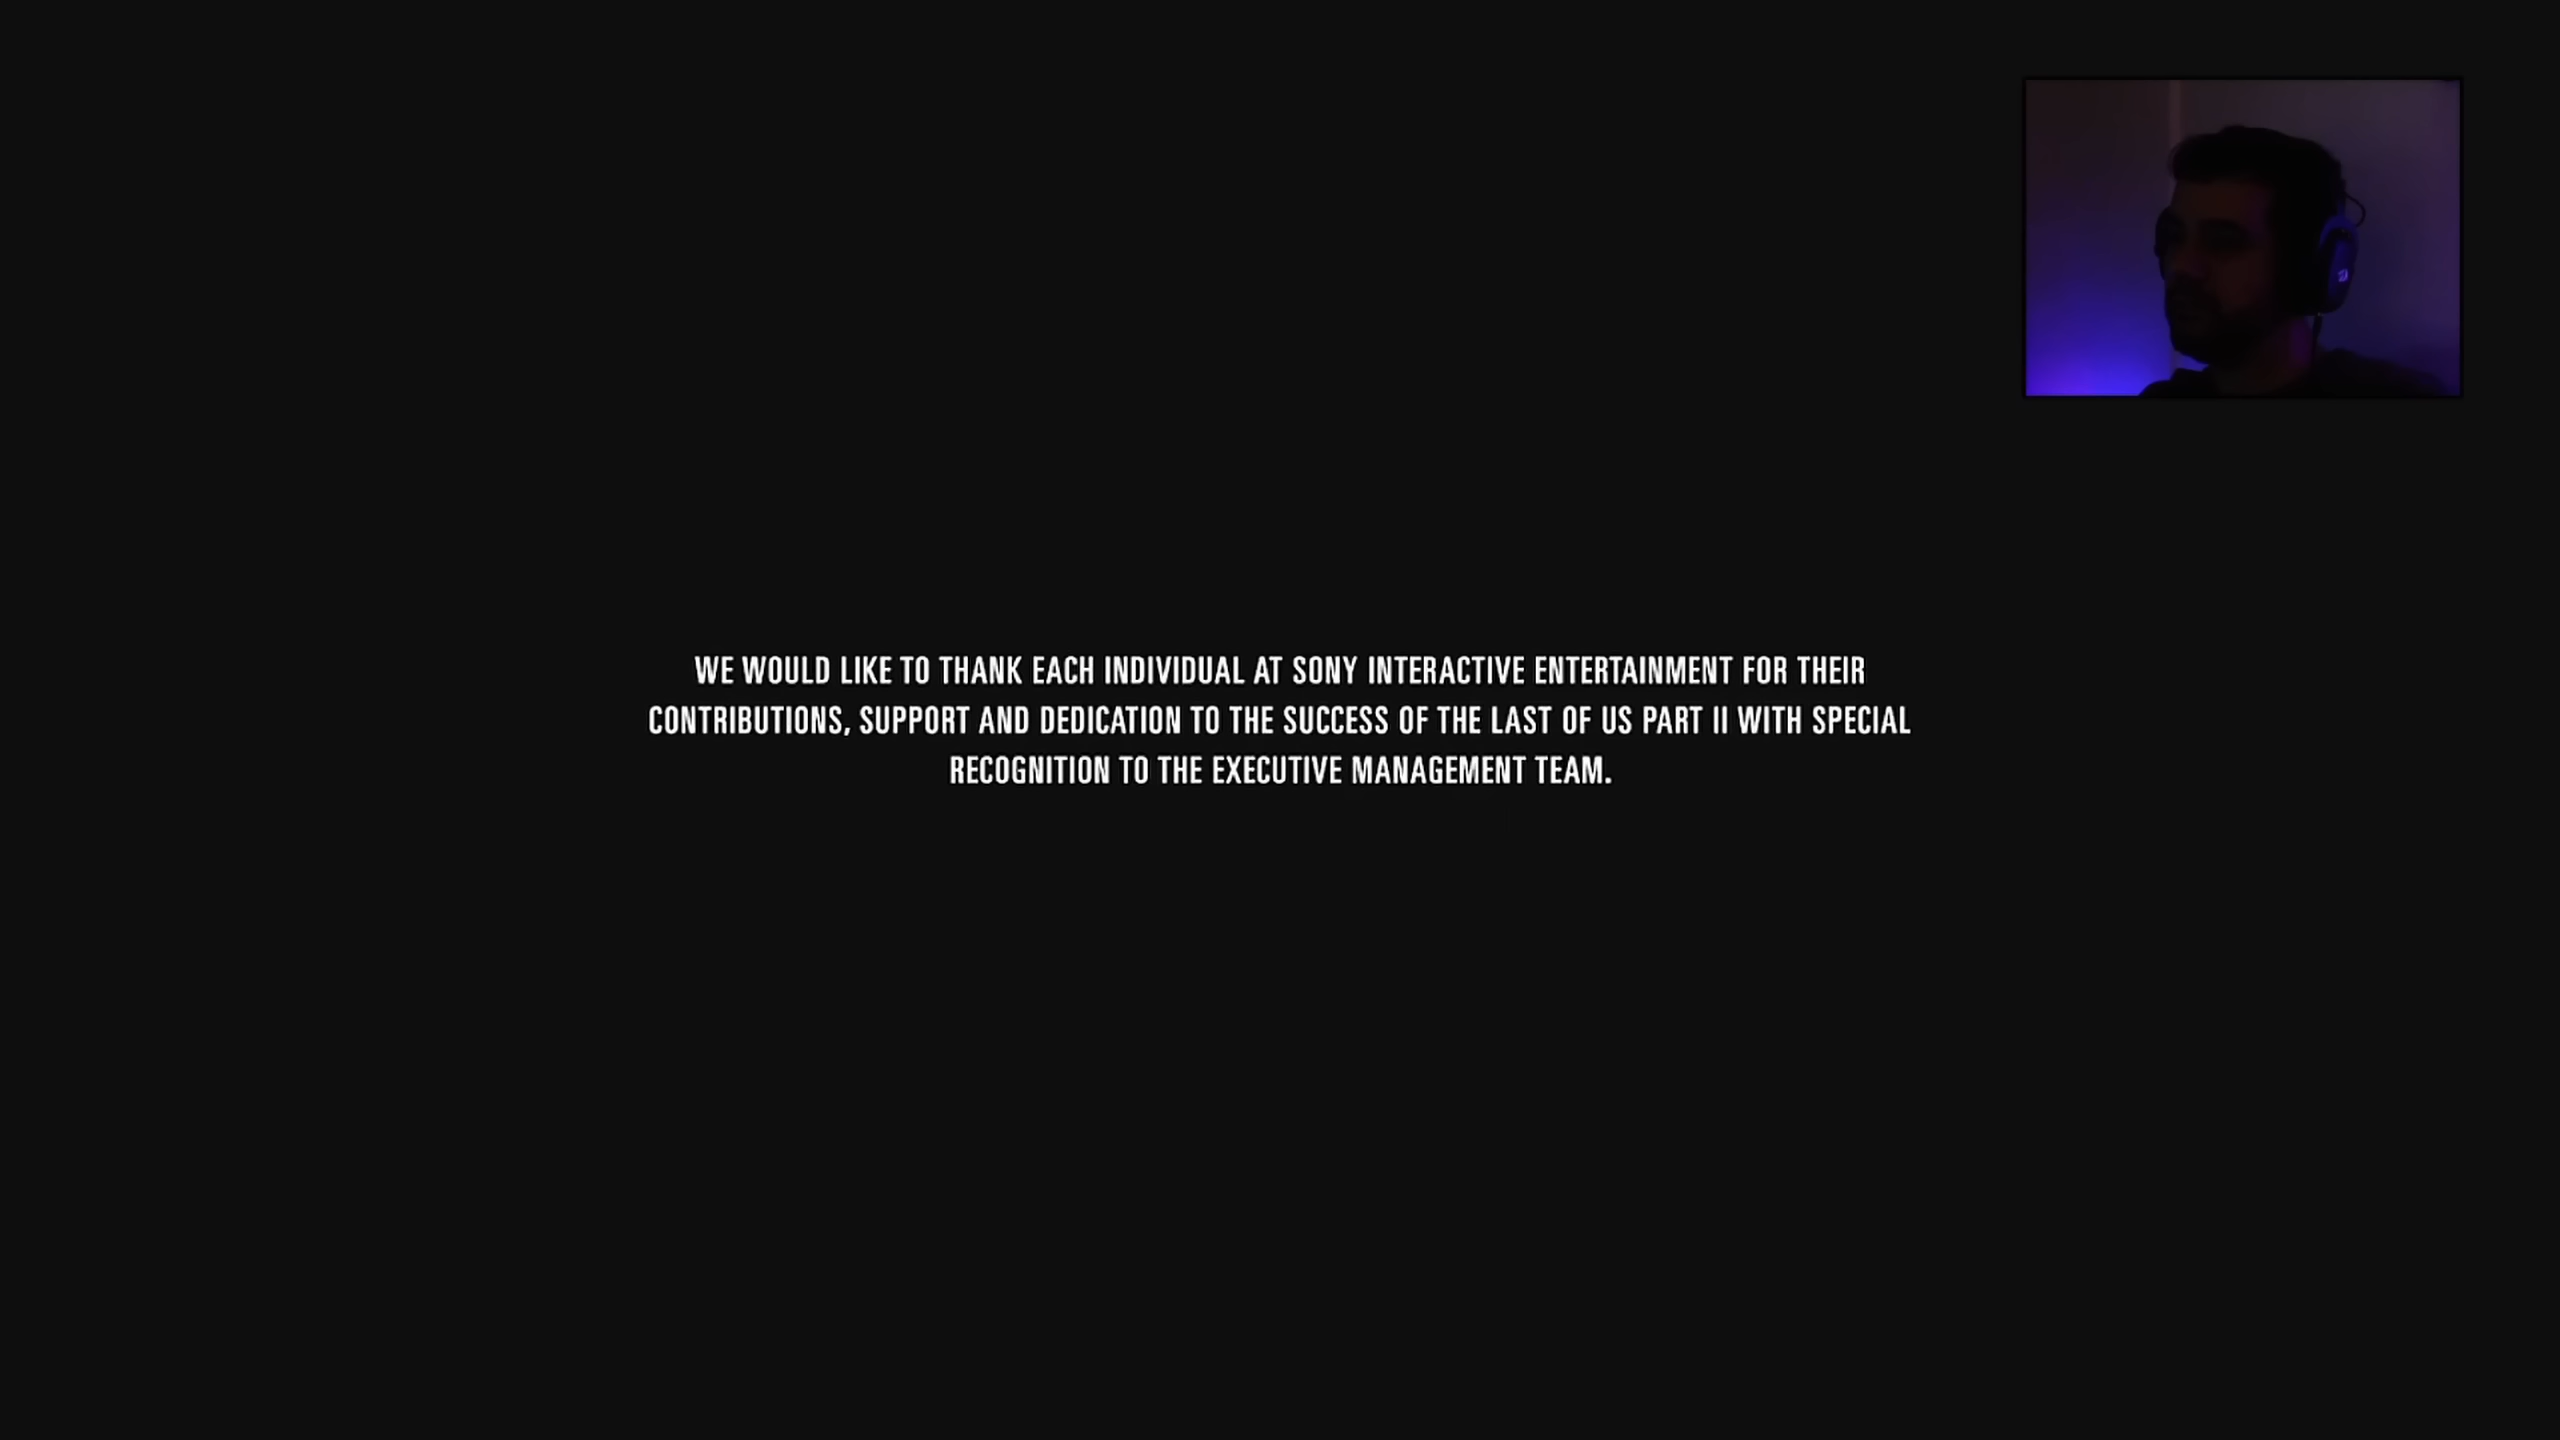 WE WOULD LIKE TO THANK EACH INDIVIDUAL AT SONY INTERACTIVE ENTERTAINMENT FOR THEIR
CONTRIBUTIONS, SUPPORT AND DEDICATION TO THE SUCCESS OF THE LAST OF US PART II WITH SPECIAL
RECOGNITION TO THE EXECUTIVE MANAGEMENT TEAM.